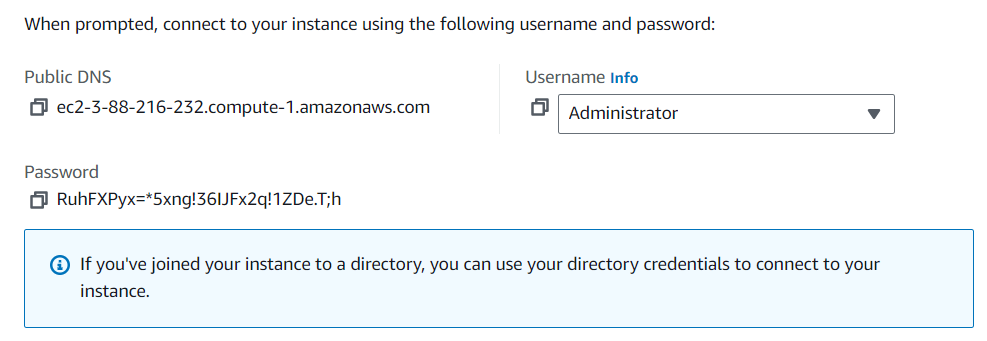 When prompted, connect to your instance using the following username and password:
Public DNS
ec2-3-88-216-232.compute-1.amazonaws.com
Username Info
Administrator
Password
RuhFXPyx=*5xng!36IJFx2q!1ZDe.T;h
If you've joined your instance to a directory, you can use your directory credentials to connect to your
instance.